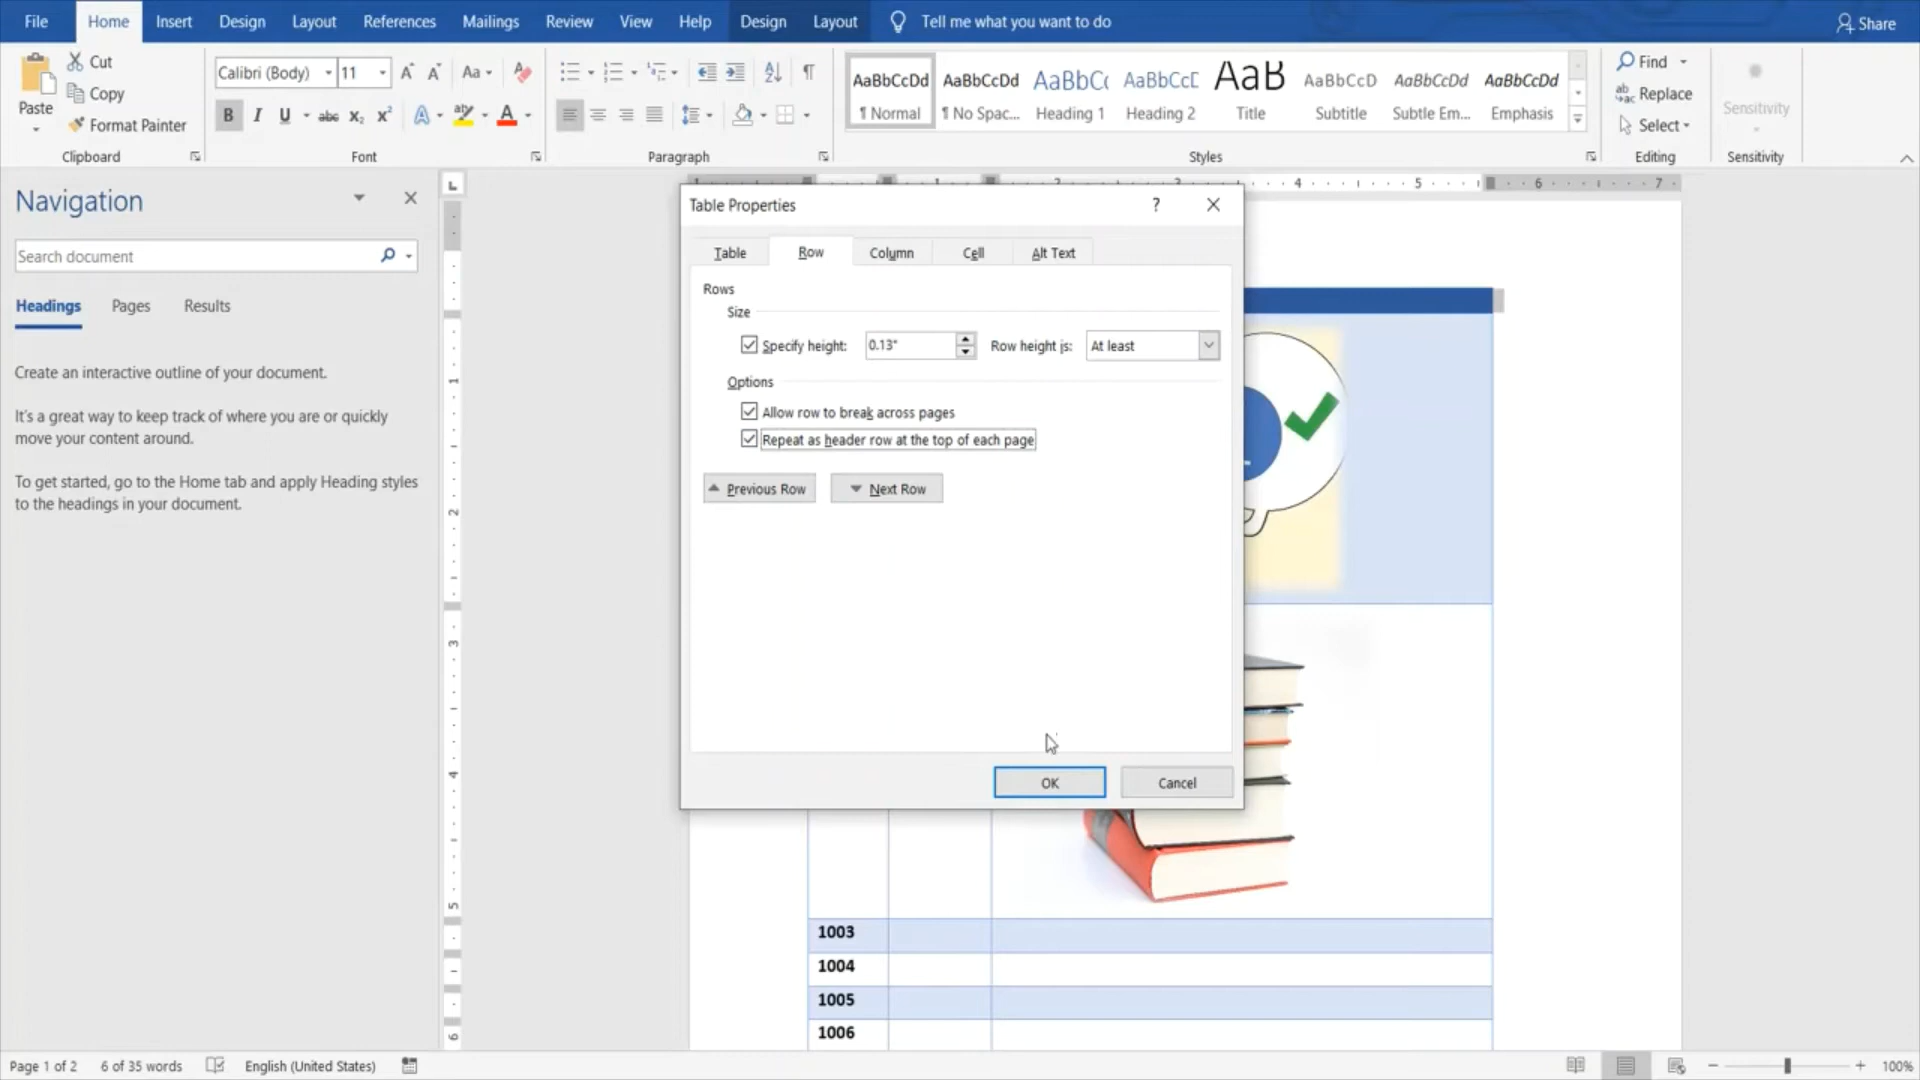 File Home Insert Design Layout References Mailings Review View Help Design Layout Tell me what you want to do Share
Paste
Cut
Copy
Format Painter
Clipboard
Calibri (Body) 11
Font
Paragraph
AaBbCcDd AaBbCcDd AaBbC AaBbCcD AaB AaBbCcD AaBbCcDd AaBbCcDd
¶ Normal ¶ No Spac... Heading 1 Heading 2 Title Subtitle Subtle Em... Emphasis
Styles
Find
Replace
Select
Editing
Sensitivity
Sensitivity
Navigation
Search document
Headings Pages Results
Create an interactive outline of your document.
It's a great way to keep track of where you are or quickly
move your content around.
To get started, go to the Home tab and apply Heading styles
to the headings in your document.
Table Properties
Table Row Column Cell Alt Text
Rows
Size
Specify height: 0.13" Row height is: At least
Options
Allow row to break across pages
Repeat as header row at the top of each page
Previous Row Next Row
OK Cancel
1003
1004
1005
1006
Page 1 of 2 6 of 35 words English (United States) 100%